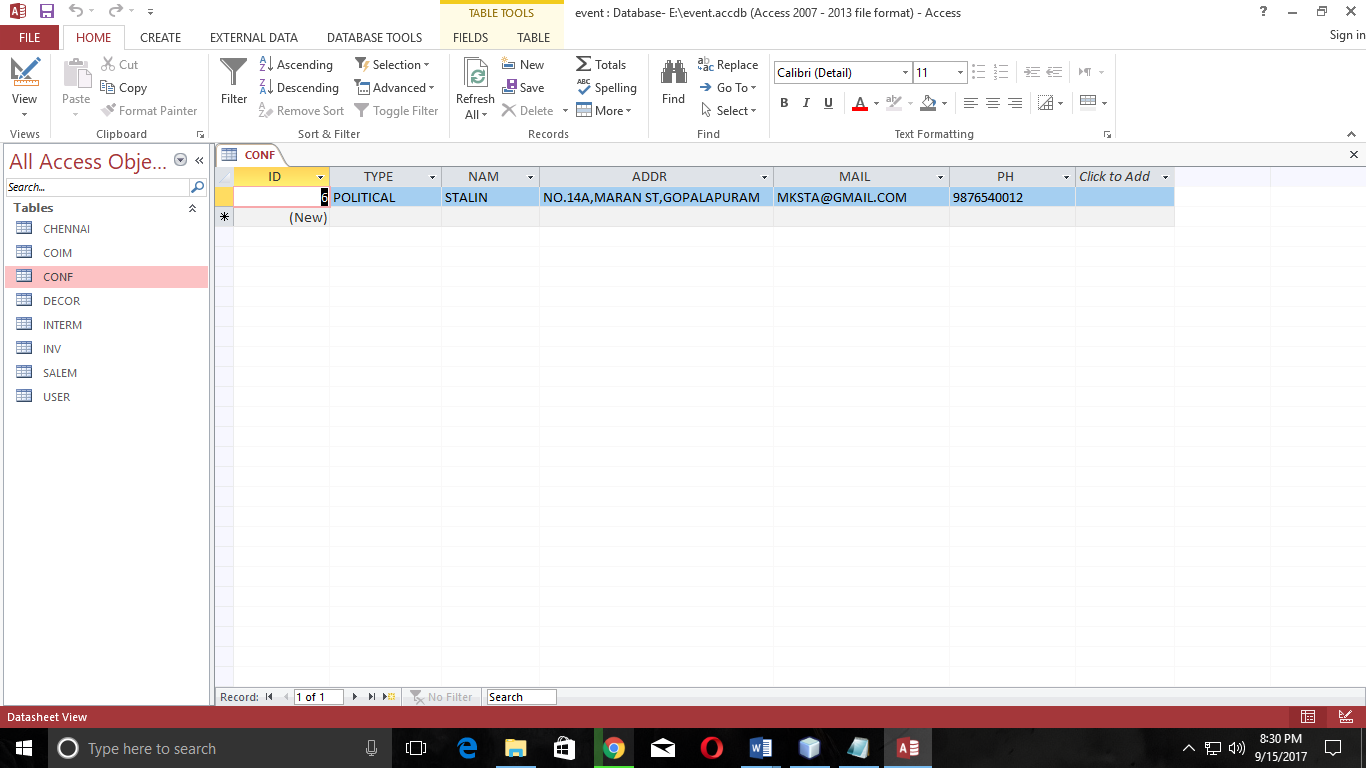 TABLE TOOLS event : Database- E:\event.accdb (Access 2007 - 2013 file format) - Access ?
Sign in
FILE HOME CREATE EXTERNAL DATA DATABASE TOOLS FIELDS TABLE
View
Views
Paste
Cut
Copy
Format Painter
Clipboard
Filter
Ascending
Descending
Remove Sort
Selection
Advanced
Toggle Filter
Sort & Filter
Refresh
All
New
Save
Delete
Totals
Spelling
More
Records
Find
Replace
Go To
Select
Find
Calibri (Detail) 11
B I U A ab
Text Formatting
All Access Obje... «
Search...
Tables
CHENNAI
COIM
CONF
DECOR
INTERM
INV
SALEM
USER
CONF
ID TYPE NAM ADDR MAIL PH Click to Add
6 POLITICAL STALIN NO.14A,MARAN ST,GOPALAPURAM MKSTA@GMAIL.COM 9876540012
* (New)
Record: 1 of 1 No Filter Search
Datasheet View
Type here to search
8:30 PM
9/15/2017